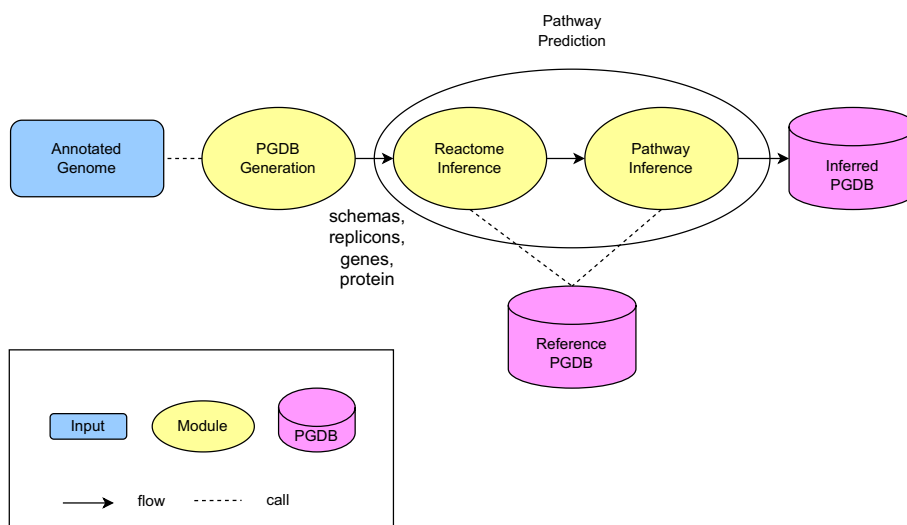 Pathway
Prediction
Annotated
Genome
PGDB
Generation
Reactome
Inference
Pathway
Inference
Inferred
PGDB
schemas,
replicons,
genes,
protein
Reference
PGDB
Input
Module
PGDB
flow
call